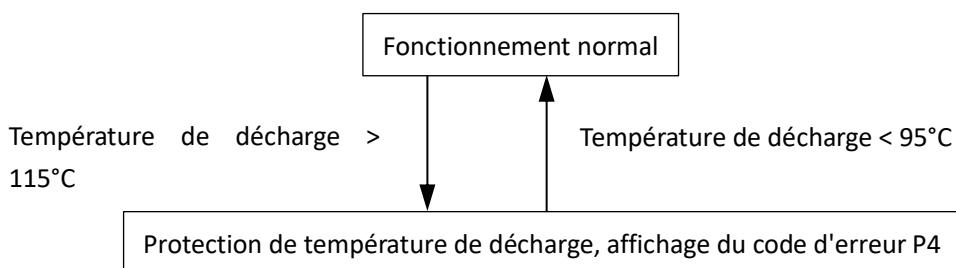 Fonctionnement normal
Température de décharge >
115°C
Température de décharge < 95°C
Protection de température de décharge, affichage du code d'erreur P4